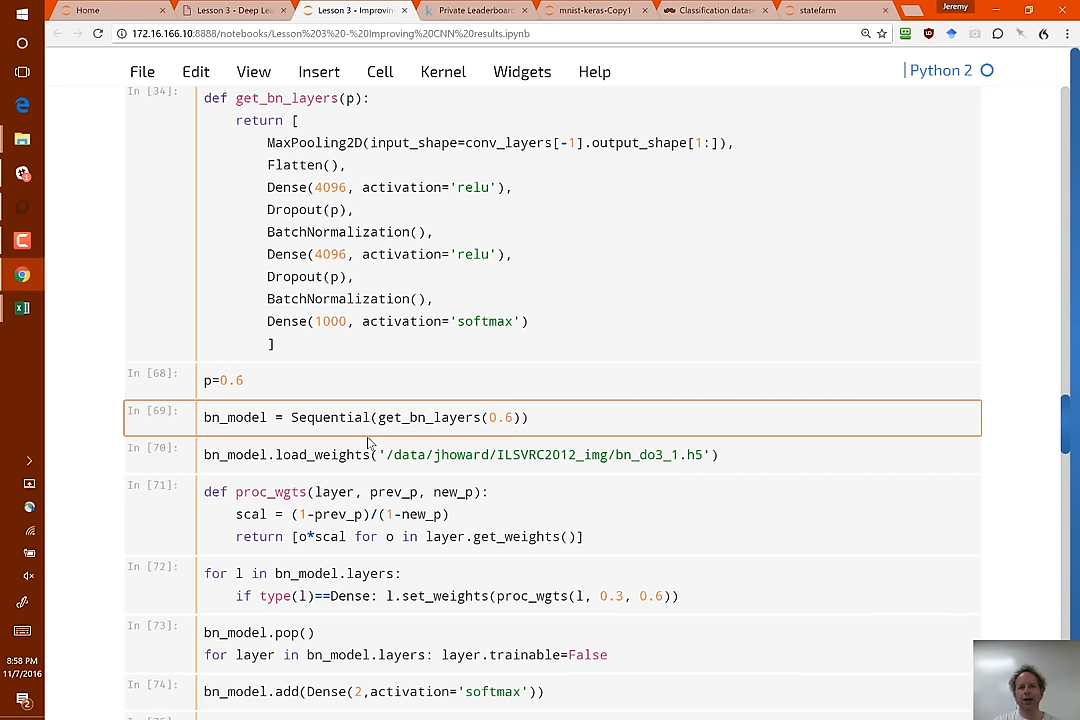 Home
Lesson 3 - Deep Lea
Lesson 3 - Improvin
Private Leaderboard
mnist-keras-Copy1
Classification datas
statefarm
Jeremy
172.16.166.10:8888/notebooks/Lesson%203%20-%20Improving%20CNN%20results.ipynb
File Edit View Insert Cell Kernel Widgets Help
Python 2
In [34]:
def get_bn_layers(p):
return [
MaxPooling2D(input_shape=conv_layers[-1].output_shape[1:]),
Flatten(),
Dense(4096, activation='relu'),
Dropout(p),
BatchNormalization(),
Dense(4096, activation='relu'),
Dropout(p),
BatchNormalization(),
Dense(1000, activation='softmax')
]
In [68]:
p=0.6
In [69]:
bn_model = Sequential(get_bn_layers(0.6))
In [70]:
bn_model.load_weights('/data/jhoward/ILSVRC2012_img/bn_do3_1.h5')
In [71]:
def proc_wgts(layer, prev_p, new_p):
scal = (1-prev_p)/(1-new_p)
return [o*scal for o in layer.get_weights()]
In [72]:
for l in bn_model.layers:
if type(l)==Dense: l.set_weights(proc_wgts(l, 0.3, 0.6))
In [73]:
bn_model.pop()
for layer in bn_model.layers: layer.trainable=False
In [74]:
bn_model.add(Dense(2,activation='softmax'))
8:58 PM
11/7/2016
2